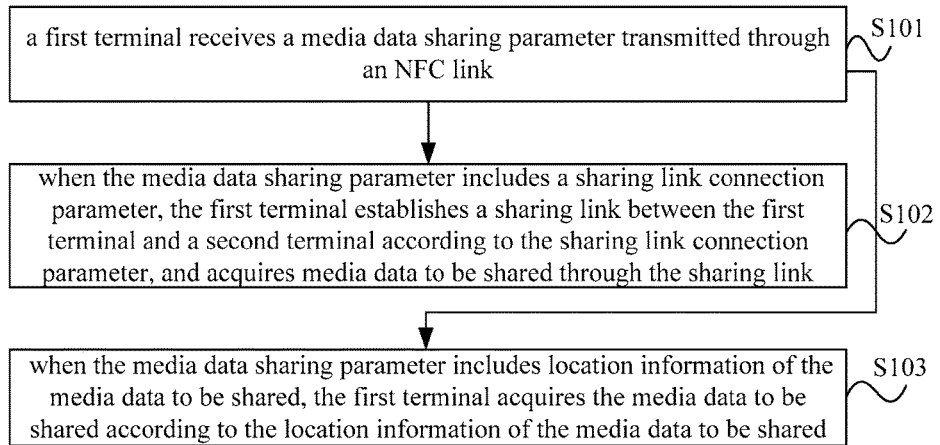 a first terminal receives a media data sharing parameter transmitted through
an NFC link
S101
when the media data sharing parameter includes a sharing link connection
parameter, the first terminal establishes a sharing link between the first
terminal and a second terminal according to the sharing link connection
parameter, and acquires media data to be shared through the sharing link
S102
when the media data sharing parameter includes location information of the
media data to be shared, the first terminal acquires the media data to be
shared according to the location information of the media data to be shared
S103